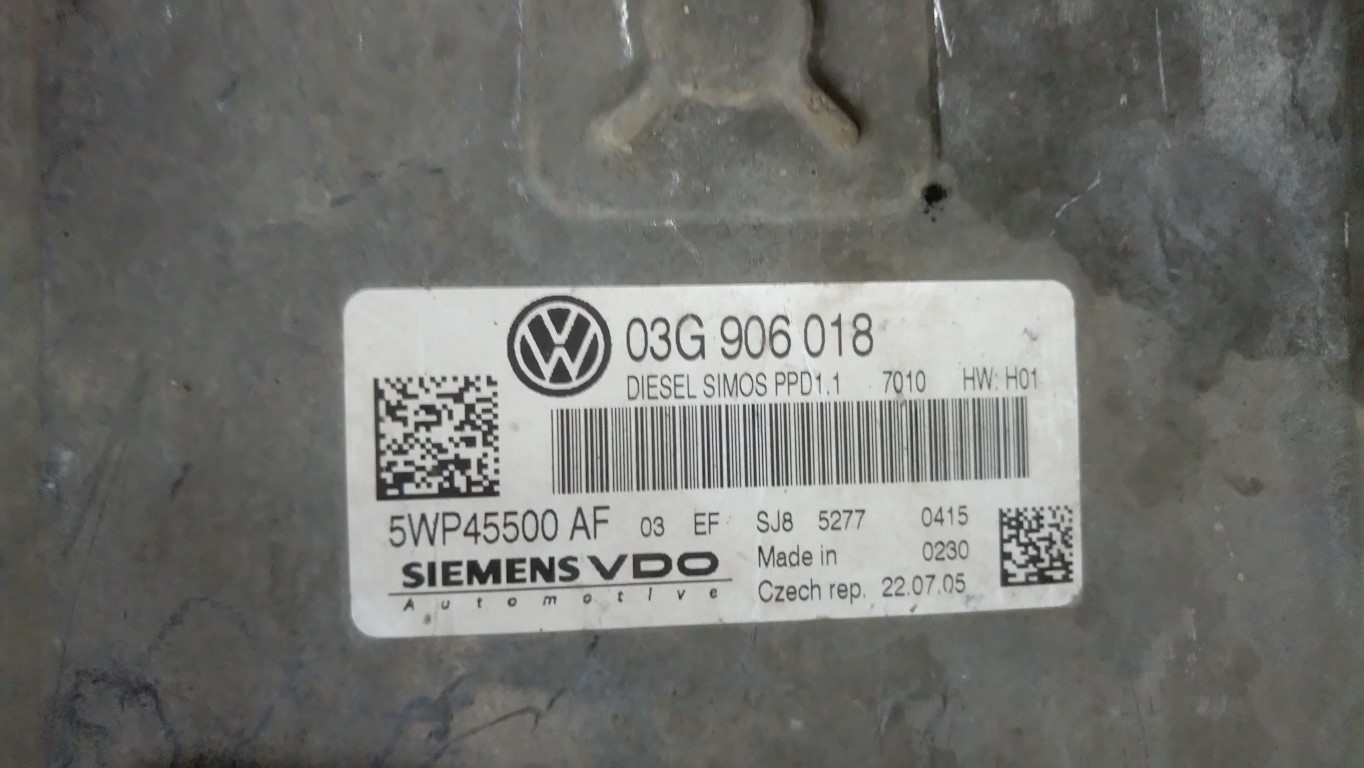 03G 906 018
DIESEL SIMOS PPD1.1 7010 HW: H01
5WP45500 AF 03 EF SJ8 5277 0415
SIEMENS VDO
Automotive
Made in 0230
Czech rep. 22.07.05